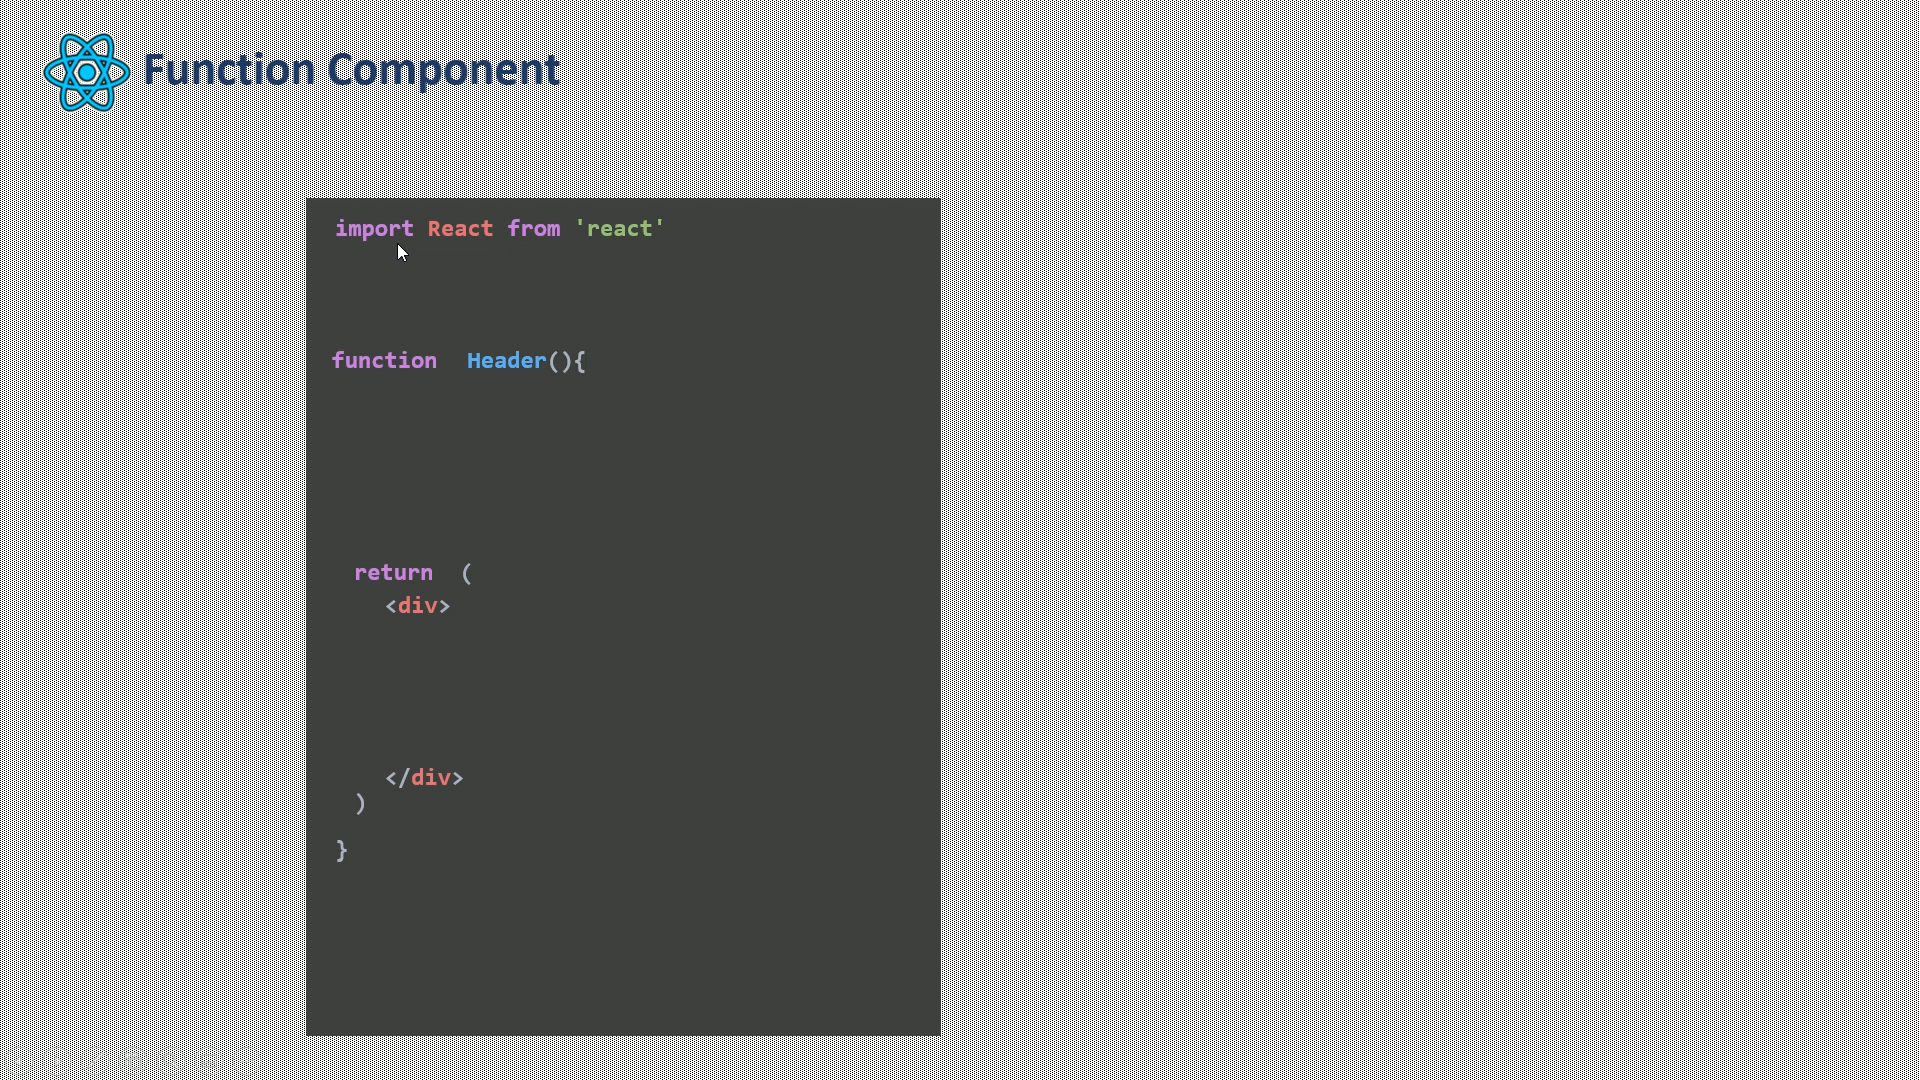 Function Component
import React from 'react'
function Header(){
return (
<div>
</div>
)
}